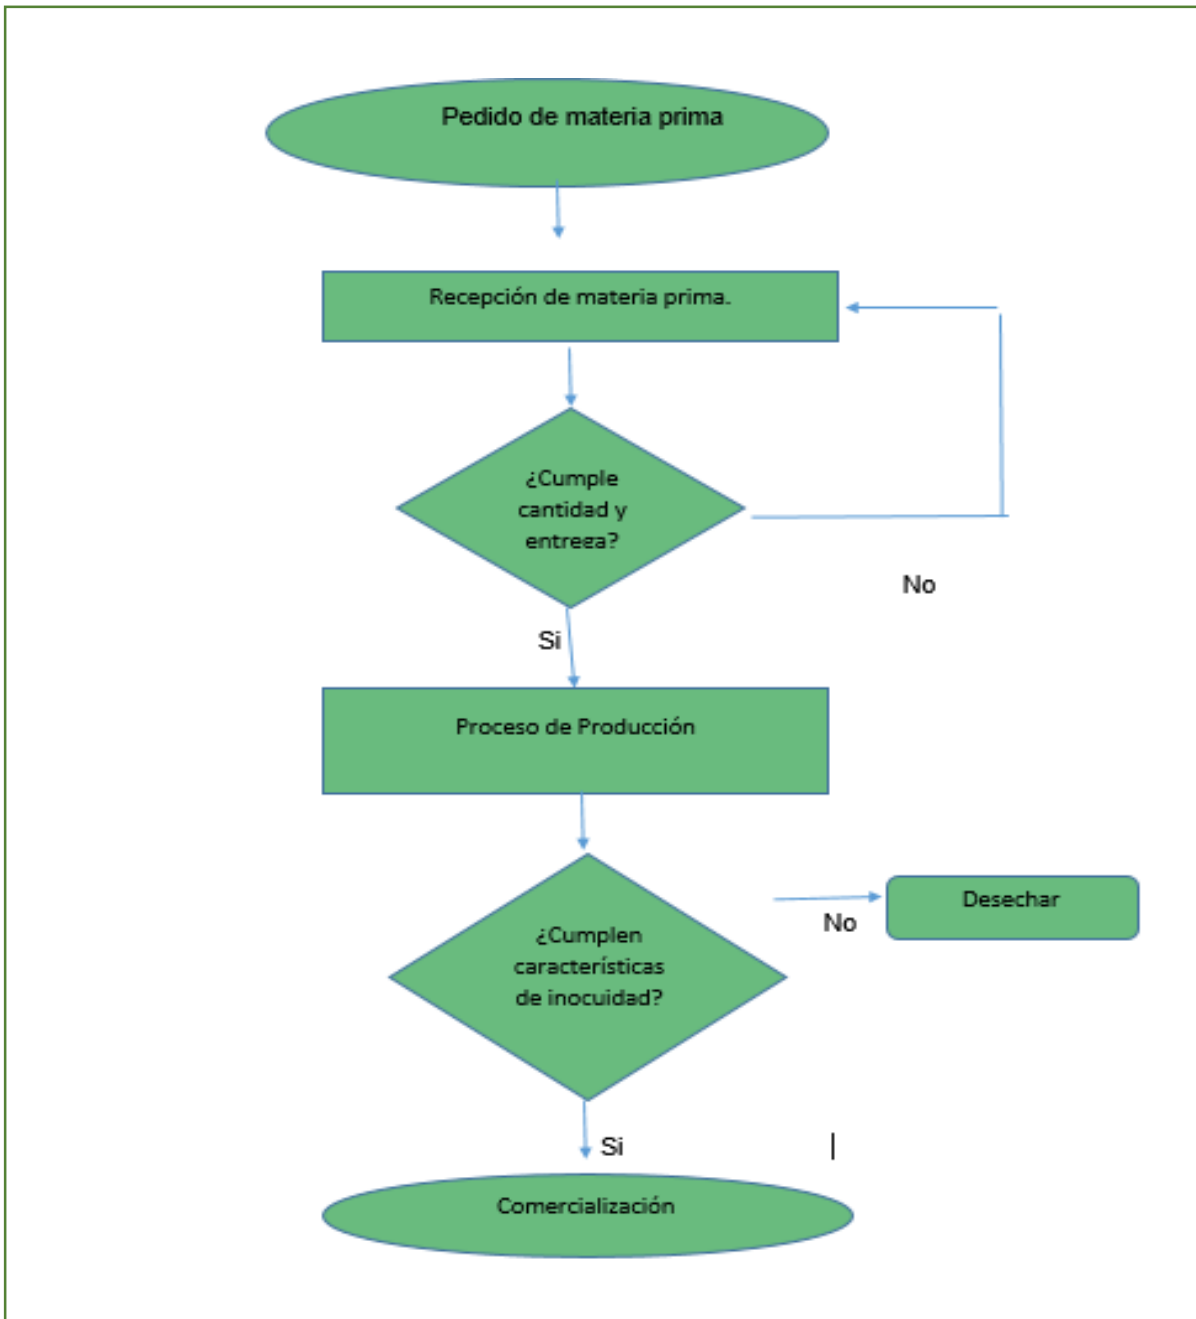 Pedido de materia prima
Recepción de materia prima.
¿Cumple
cantidad y
entrega?
No
Si
Proceso de Producción
Desechar
No
¿Cumplen
características
de inocuidad?
Si
Comercialización